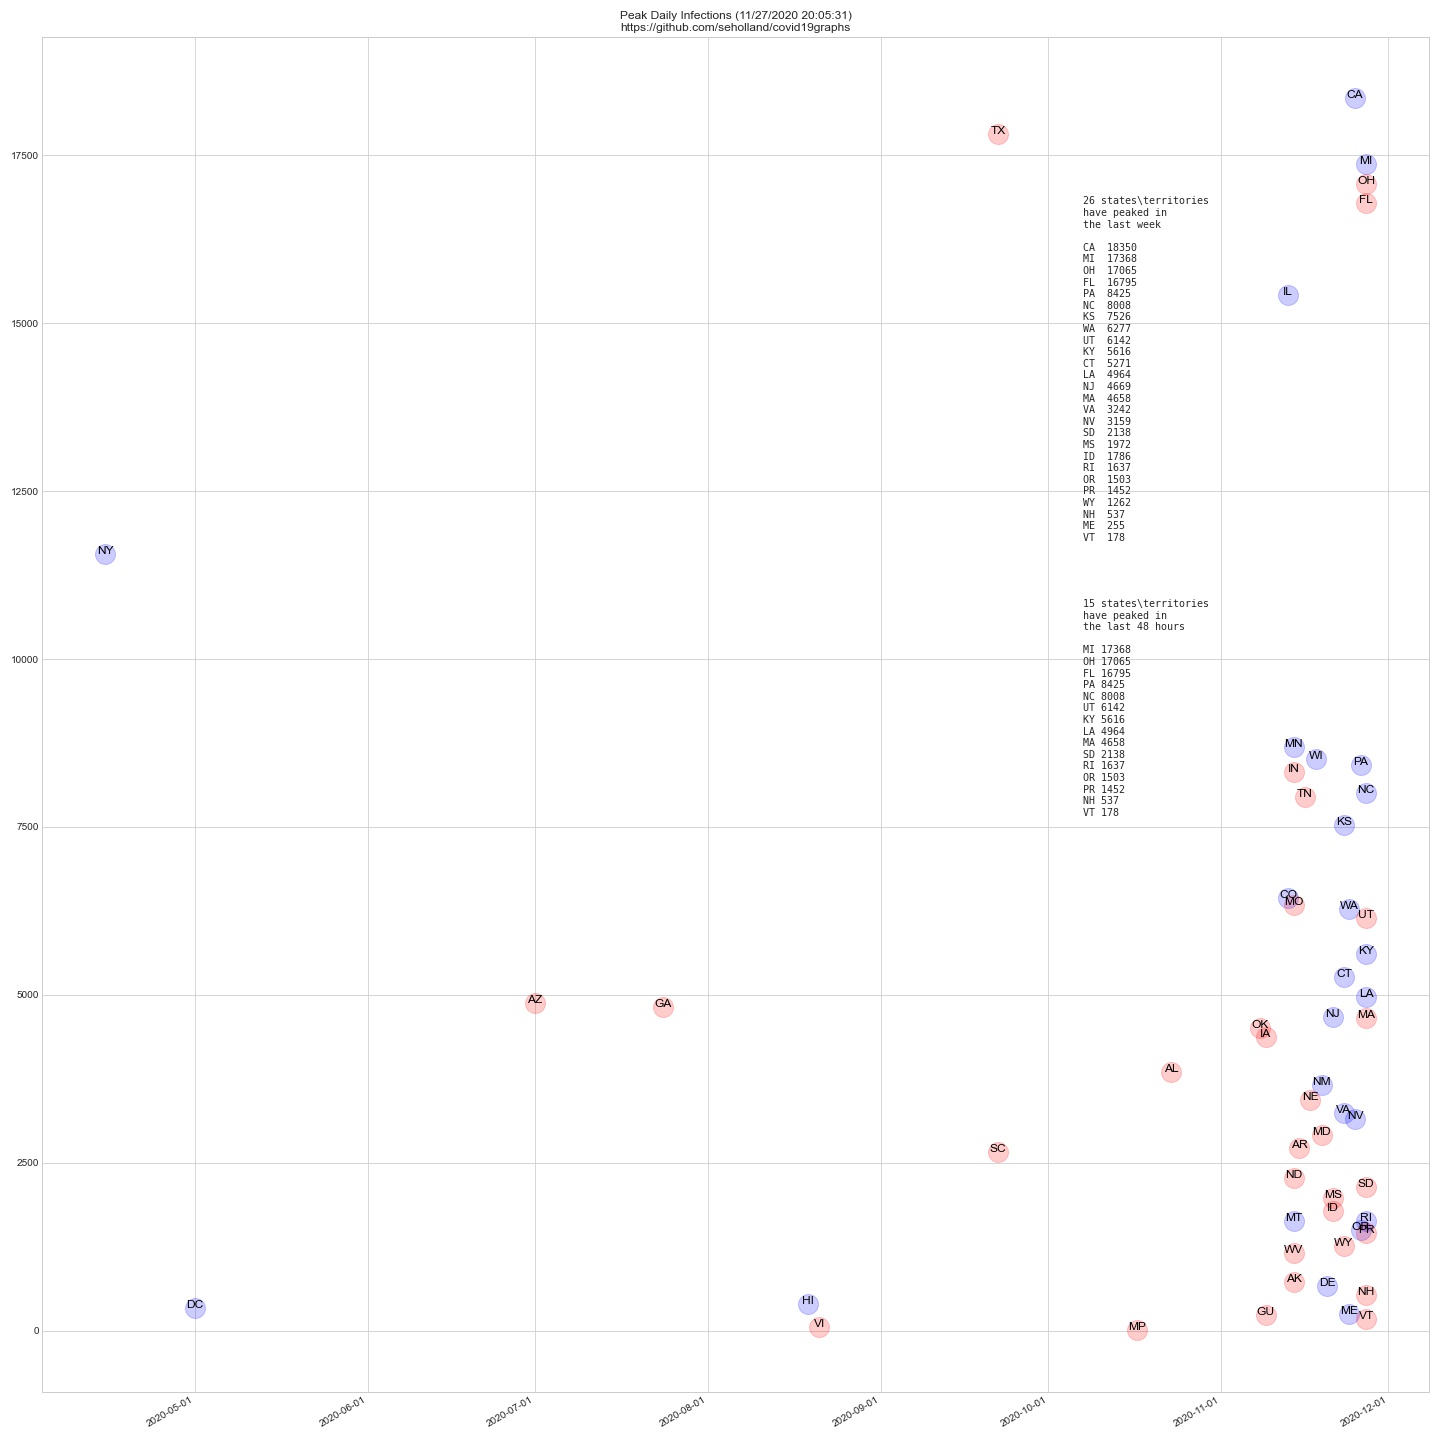 Peak Daily Infections (11/27/2020 20:05:31)
https://github.com/seholland/covid19graphs
CA
TX
17500
MI
OH
FL
26 states\territories
have peaked in
the last week
CA  18350
MI  17368
OH  17065
FL  16795
PA  8425
NC  8008
KS  7526
WA  6277
UT  6142
KY  5616
CT  5271
LA  4964
NJ  4669
MA  4658
VA  3242
NV  3159
SD  2138
MS  1972
ID  1786
RI  1637
OR  1503
PR  1452
WY  1262
NH  537
ME  255
VT  178
IL
15000
12500
NY
15 states\territories
have peaked in
the last 48 hours
MI 17368
OH 17065
FL 16795
PA 8425
NC 8008
UT 6142
KY 5616
LA 4964
MA 4658
SD 2138
RI 1637
OR 1503
PR 1452
NH 537
VT 178
10000
MN
WI
PA
IN
NC
TN
7500
KS
CO
MO
WA
UT
KY
CT
5000
AZ
GA
LA
NJ
MA
OK
IA
AL
NM
NE
VA
NV
MD
AR
SC
2500
ND
SD
MS
ID
MT
RI
OR
PR
WY
WV
AK
DE
NH
DC
HI
GU
ME
VT
VI
MP
0
2020-05-01
2020-06-01
2020-07-01
2020-08-01
2020-09-01
2020-10-01
2020-11-01
2020-12-01